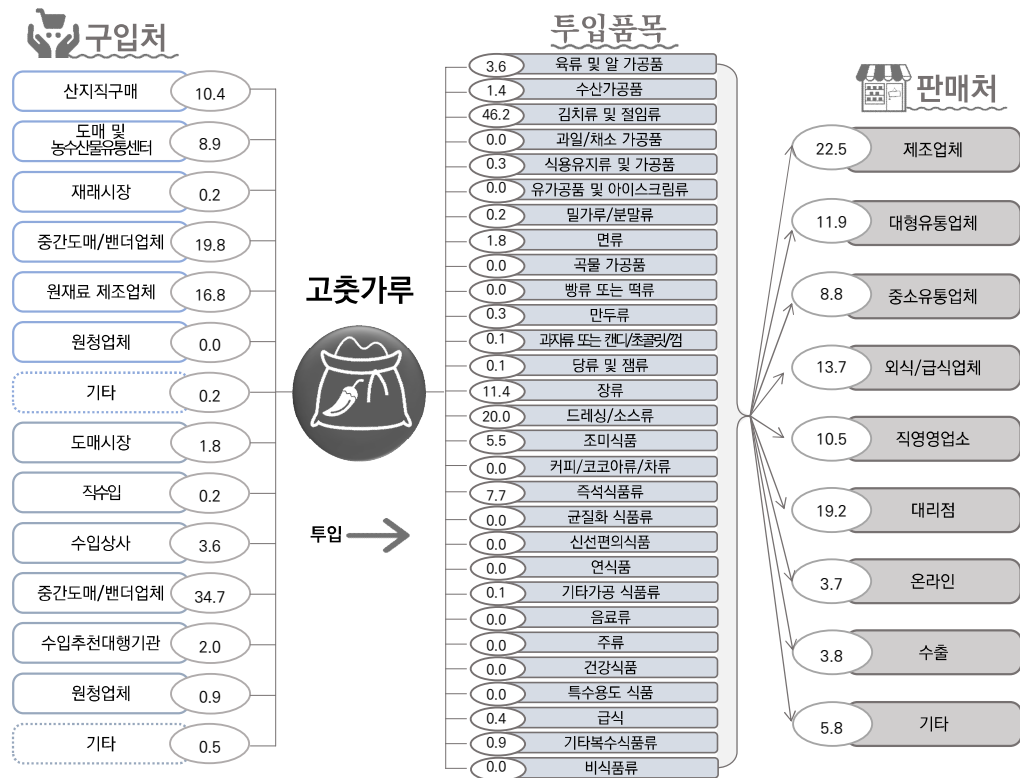 구입처
산지직구매 10.4
도매 및
농수산물유통센터 8.9
재래시장 0.2
중간도매/밴더업체 19.8
원재료 제조업체 16.8
원청업체 0.0
기타 0.2
도매시장 1.8
직수입 0.2
수입상사 3.6
중간도매/밴더업체 34.7
수입추천대행기관 2.0
원청업체 0.9
기타 0.5
고춧가루
투입
투입품목
3.6 육류 및 알 가공품
1.4 수산가공품
46.2 김치류 및 절임류
0.0 과일/채소 가공품
0.3 식용유지류 및 가공품
0.0 유가공품 및 아이스크림류
0.2 밀가루/분말류
1.8 면류
0.0 곡물 가공품
0.0 빵류 또는 떡류
0.3 만두류
0.1 과자류 또는 캔디/초콜릿/껌
0.1 당류 및 잼류
11.4 장류
20.0 드레싱/소스류
5.5 조미식품
0.0 커피/코코아류/차류
7.7 즉석식품류
0.0 균질화 식품류
0.0 신선편의식품
0.0 연식품
0.1 기타가공 식품류
0.0 음료류
0.0 주류
0.0 건강식품
0.0 특수용도 식품
0.4 급식
0.9 기타복수식품류
0.0 비식품류
판매처
22.5 제조업체
11.9 대형유통업체
8.8 중소유통업체
13.7 외식/급식업체
10.5 직영영업소
19.2 대리점
3.7 온라인
3.8 수출
5.8 기타